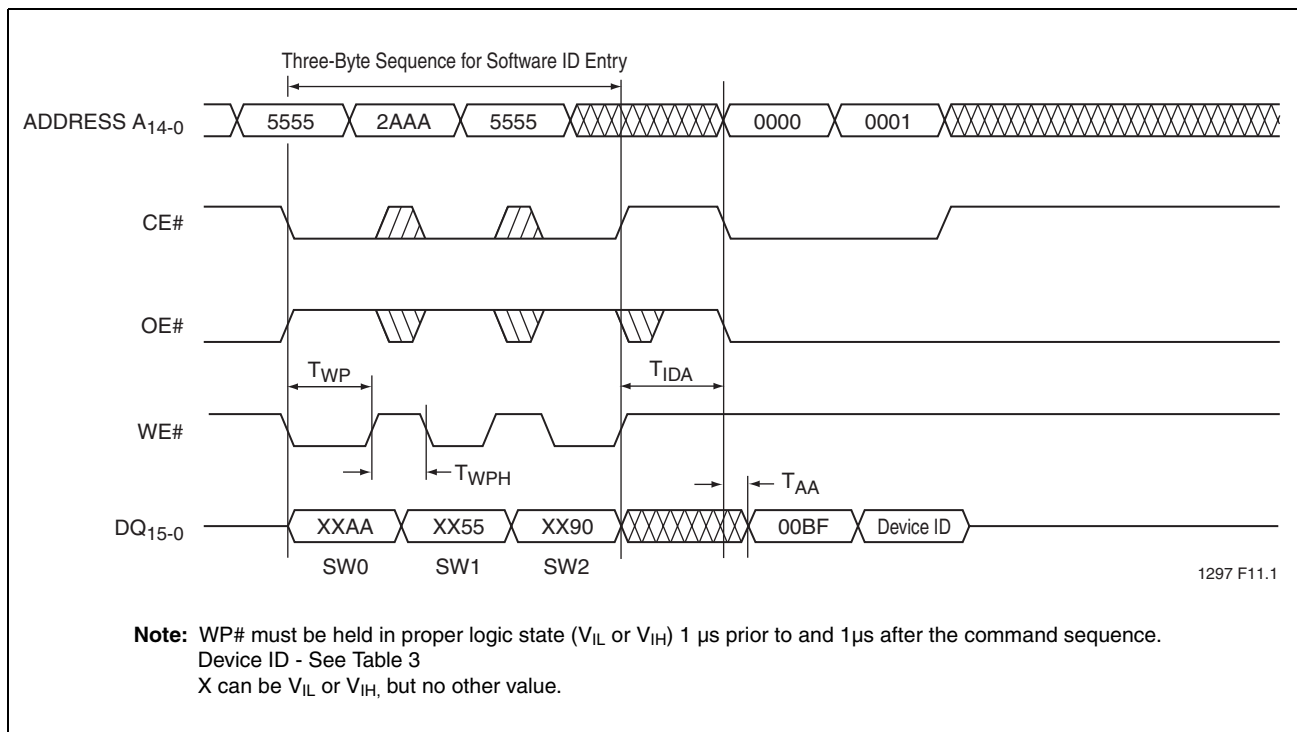 Three-Byte Sequence for Software ID Entry
ADDRESS A14-0 5555 2AAA 5555 0000 0001
CE#
OE#
TWP TIDA
WE#
TWPH TAA
DQ15-0 XXAA XX55 XX90 00BF Device ID
SW0 SW1 SW2
1297 F11.1
Note: WP# must be held in proper logic state (VIL or VIH) 1 µs prior to and 1µs after the command sequence.
Device ID - See Table 3
X can be VIL or VIH, but no other value.